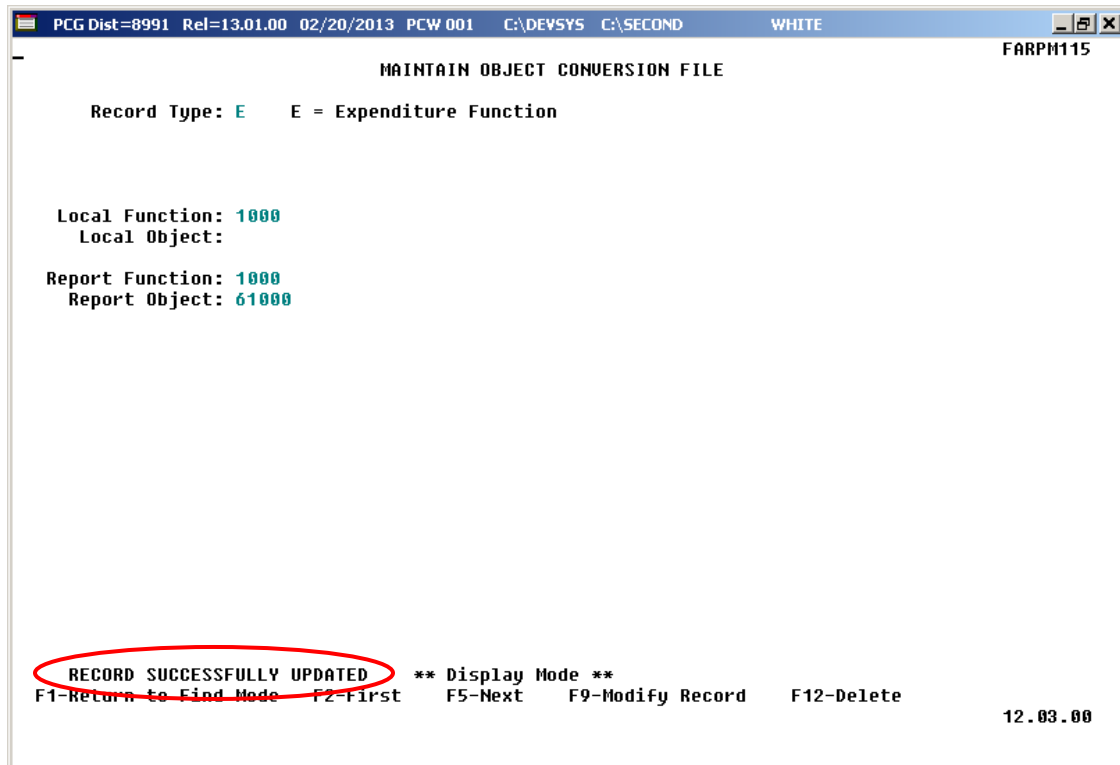 PCG Dist=8991 Rel=13.01.00 02/20/2013 PCW 001 C:\DEVSYS C:\SECOND WHITE
FARPM115
MAINTAIN OBJECT CONVERSION FILE
Record Type: E E = Expenditure Function
Local Function: 1000
Local Object:
Report Function: 1000
Report Object: 61000
RECORD SUCCESSFULLY UPDATED ** Display Mode **
F1-Return to Find Mode F2-First F5-Next F9-Modify Record F12-Delete
12.03.00